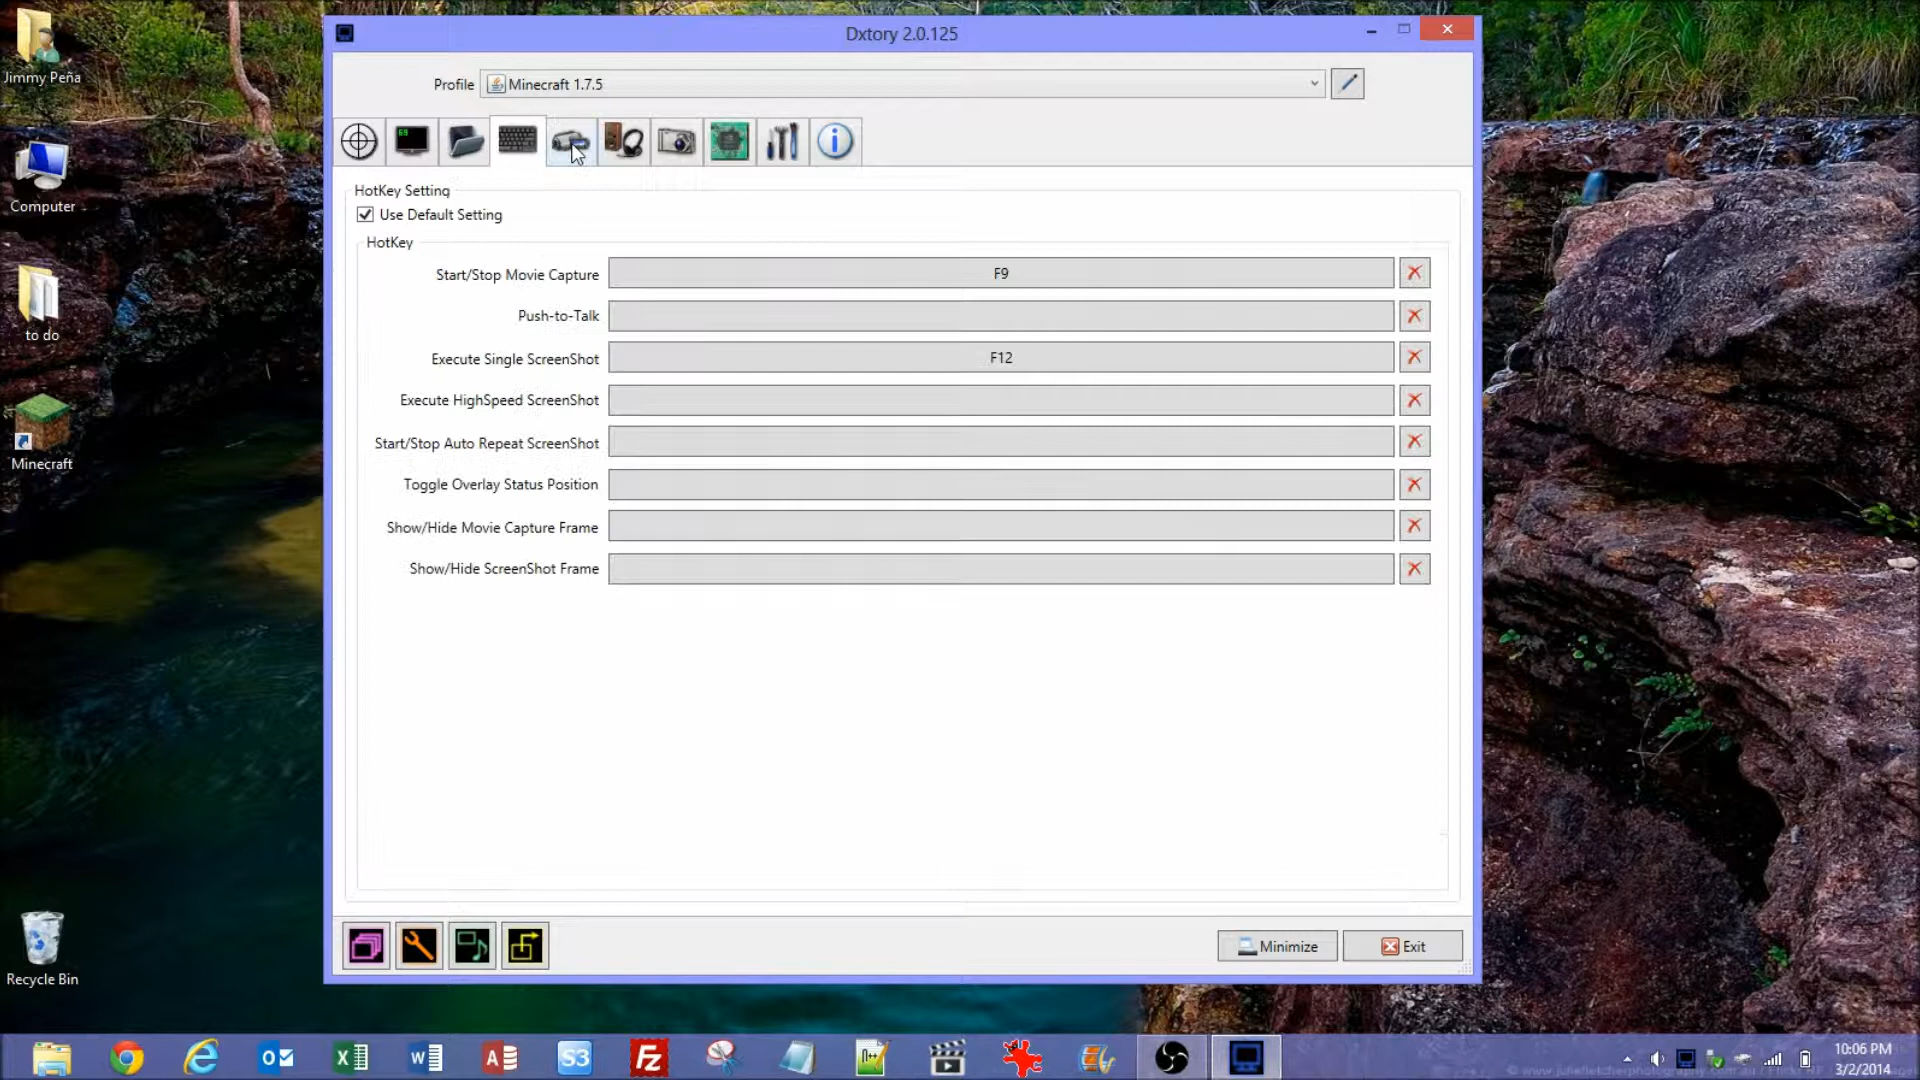 Dxtory 2.0.125
Jimmy Peña
Computer
to do
Minecraft
Recycle Bin
Profile
Minecraft 1.7.5
HotKey Setting
Use Default Setting
HotKey
Start/Stop Movie Capture
F9
Push-to-Talk
Execute Single ScreenShot
F12
Execute HighSpeed ScreenShot
Start/Stop Auto Repeat ScreenShot
Toggle Overlay Status Position
Show/Hide Movie Capture Frame
Show/Hide ScreenShot Frame
Minimize
Exit
10:06 PM
3/2/2014